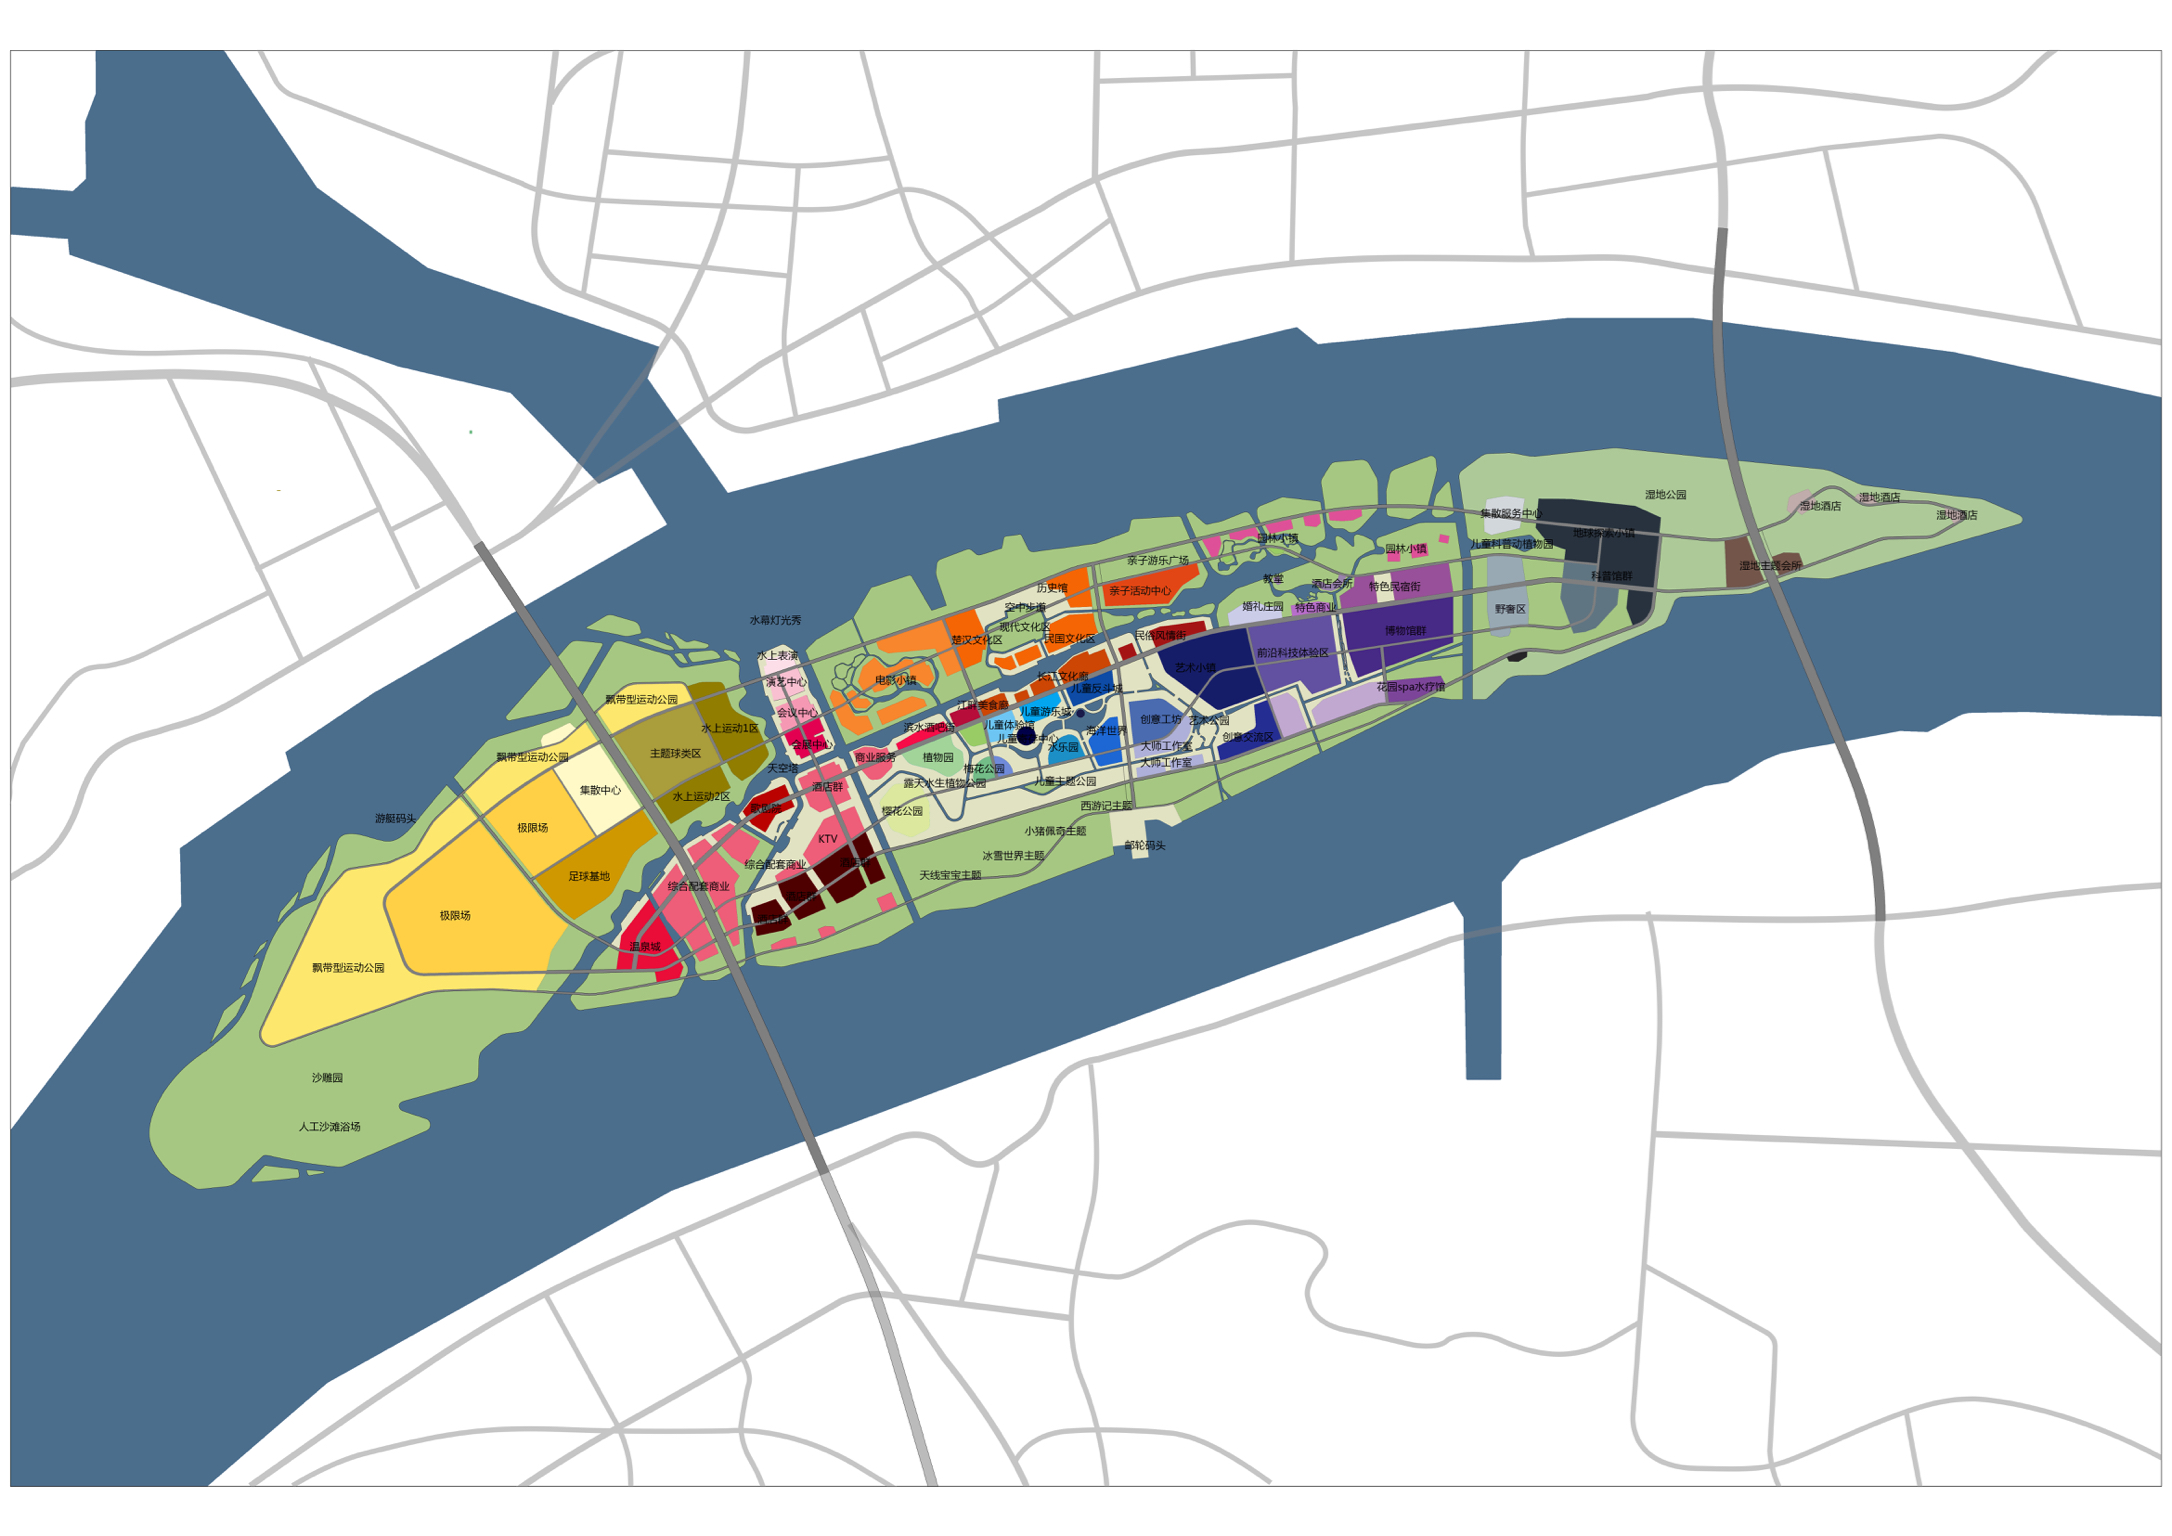 湿地公园
湿地酒店
湿地酒店
湿地酒店
集散服务中心
地球探索小镇
儿童科普动植物园
园林小镇
园林小镇
亲子游乐广场
湿地主题会所
科普馆群
教堂
酒店会所
特色民宿街
历史馆
亲子活动中心
空中步道
婚礼庄园
特色商业
野奢区
水幕灯光秀
现代文化区
民国文化区
楚汉文化区
民俗风情街
博物馆群
水上表演
前沿科技体验区
艺术小镇
演艺中心
电影小镇
长江文化廊
儿童反斗城
花园spa水疗馆
飘带型运动公园
会议中心
江鲜美食廊
儿童游乐城
水上运动1区
滨水酒吧街
儿童体验馆
创意工坊
艺术公园
海洋世界
创意交流区
会展中心
水乐园
大师工作室
主题球类区
飘带型运动公园
商业服务
植物园
梅花公园
大师工作室
天空塔
露天水生植物公园
儿童主题公园
酒店群
集散中心
水上运动2区
歌剧院
樱花公园
西游记主题
游艇码头
极限场
小猪佩奇主题
KTV
邮轮码头
冰雪世界主题
综合配套商业
足球基地
天线宝宝主题
综合配套商业
极限场
温泉城
飘带型运动公园
沙雕园
人工沙滩浴场